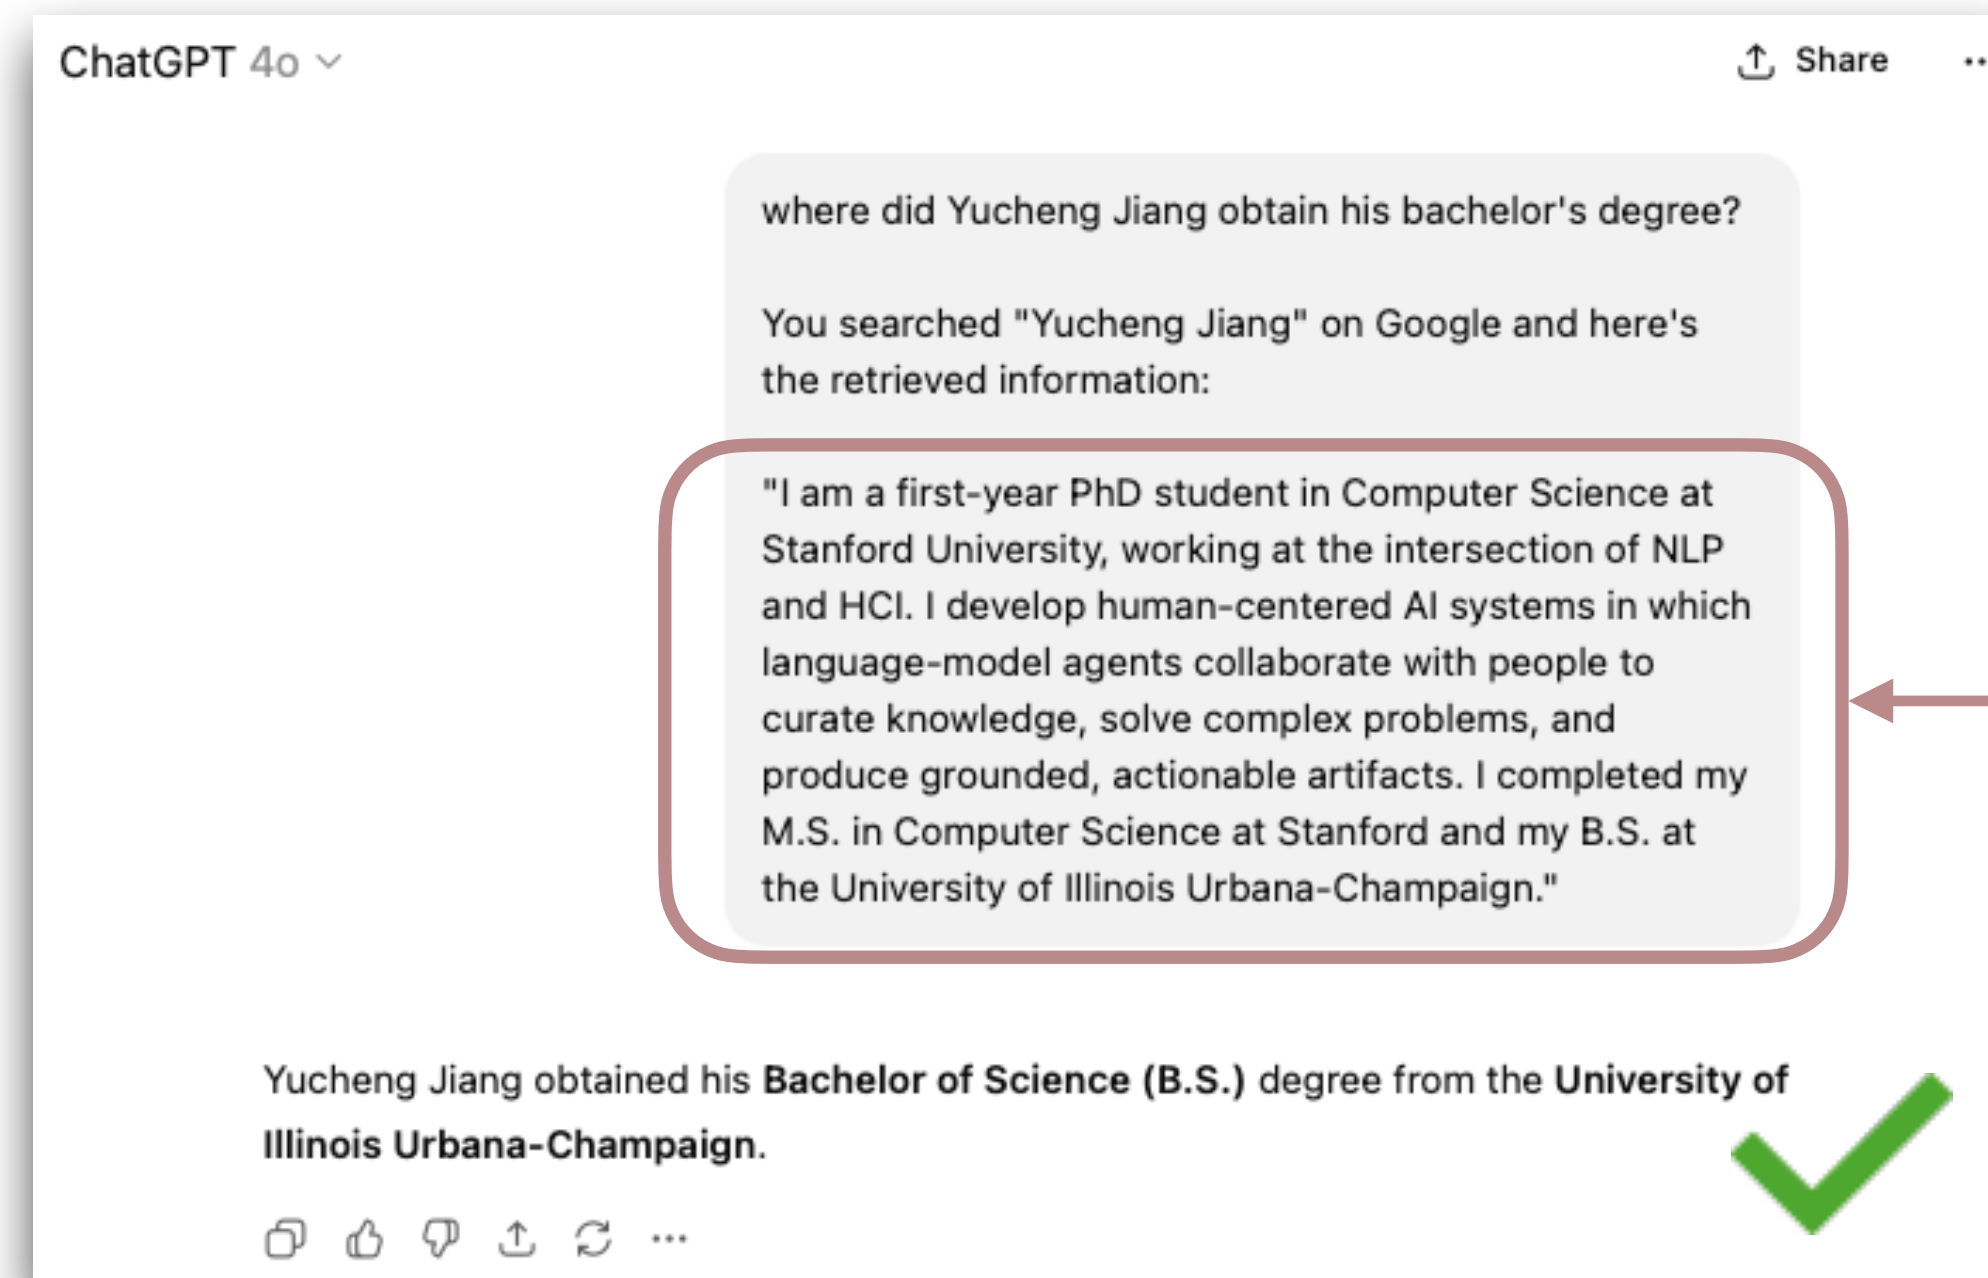 ChatGPT 4o
Share
where did Yucheng Jiang obtain his bachelor's degree?
You searched "Yucheng Jiang" on Google and here's
the retrieved information:
"I am a first-year PhD student in Computer Science at
Stanford University, working at the intersection of NLP
and HCI. I develop human-centered AI systems in which
language-model agents collaborate with people to
curate knowledge, solve complex problems, and
produce grounded, actionable artifacts. I completed my
M.S. in Computer Science at Stanford and my B.S. at
the University of Illinois Urbana-Champaign."
Yucheng Jiang obtained his Bachelor of Science (B.S.) degree from the University of
Illinois Urbana-Champaign.